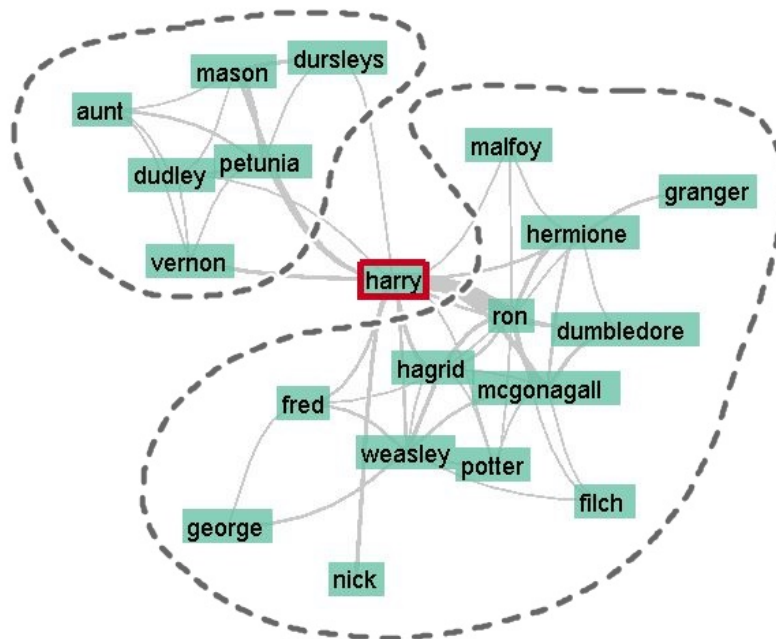 dursleys
mason
aunt
petunia
dudley
vernon
malfoy
granger
hermione
harry
ron
dumbledore
hagrid
mcgonagall
fred
weasley
potter
filch
george
nick